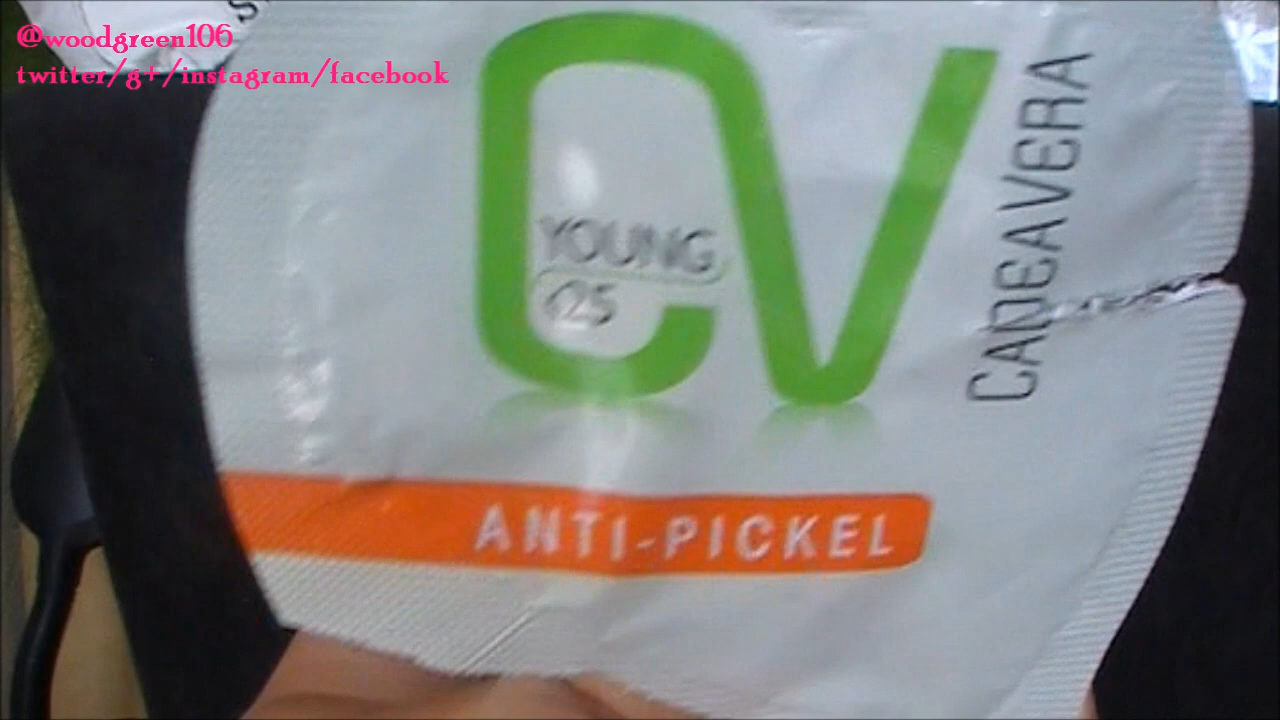 @woodgreen106
twitter/g+/instagram/facebook
CV
YOUNG
<25
CADEAVERA
ANTI-PICKEL